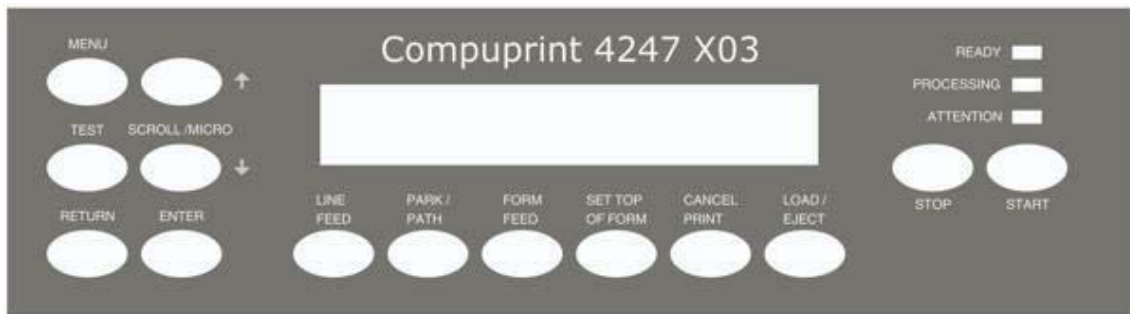 Compuprint 4247 X03
MENU
TEST
SCROLL /MICRO
RETURN
ENTER
LINE
FEED
PARK /
PATH
FORM
FEED
SET TOP
OF FORM
CANCEL
PRINT
LOAD /
EJECT
READY
PROCESSING
ATTENTION
STOP
START